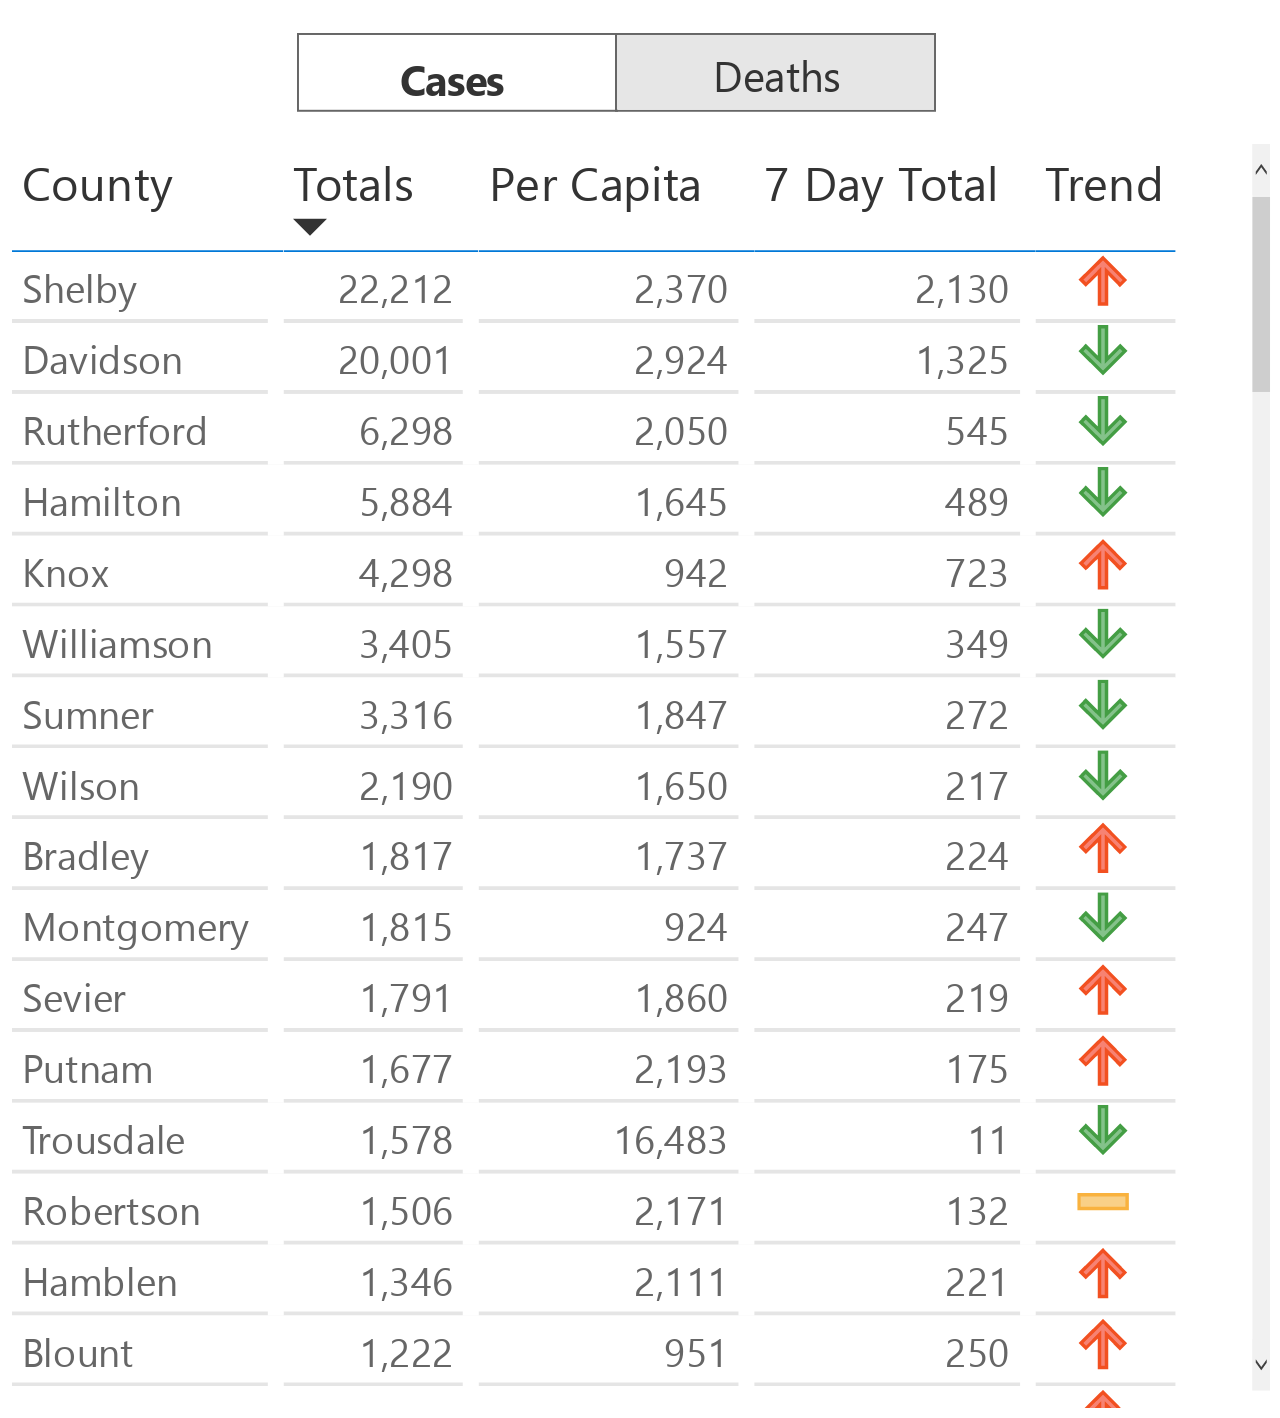 Cases Deaths
County Totals Per Capita 7 Day Total Trend
Shelby 22,212 2,370 2,130
Davidson 20,001 2,924 1,325
Rutherford 6,298 2,050 545
Hamilton 5,884 1,645 489
Knox 4,298 942 723
Williamson 3,405 1,557 349
Sumner 3,316 1,847 272
Wilson 2,190 1,650 217
Bradley 1,817 1,737 224
Montgomery 1,815 924 247
Sevier 1,791 1,860 219
Putnam 1,677 2,193 175
Trousdale 1,578 16,483 11
Robertson 1,506 2,171 132
Hamblen 1,346 2,111 221
Blount 1,222 951 250